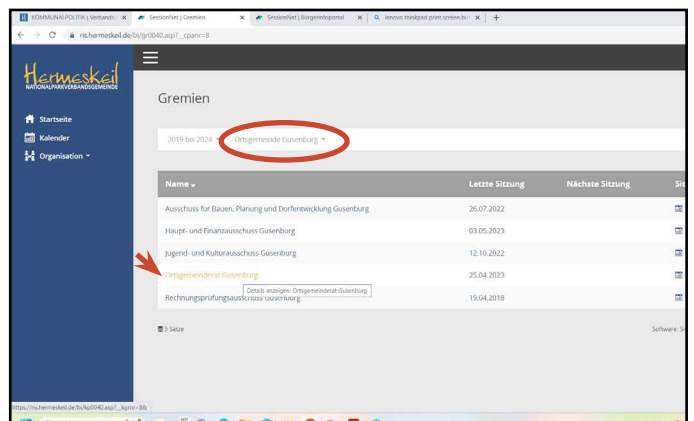 KOMMUNALPOLITIK | Verbands
SessionNet | Gremien
SessionNet | Bürgerinfoportal
lenovo thinkpad print screen but
ris.hermeskeil.de/bi/gr0040.asp?__cpanr=8
Hermeskeil
NATIONALPARKVERBANDSGEMEINDE
Startseite
Kalender
Organisation
Gremien
2019 bis 2024 Ortsgemeinde Gusenburg
Name Letzte Sitzung Nächste Sitzung
Ausschuss für Bauen, Planung und Dorfentwicklung Gusenburg 26.07.2022
Haupt- und Finanzausschuss Gusenburg 03.05.2023
Jugend- und Kulturausschuss Gusenburg 12.10.2022
Ortsgemeinderat Gusenburg 25.04.2023
Details anzeigen: Ortsgemeinderat Gusenburg
Rechnungsprüfungsausschuss Gusenburg 19.04.2018
5 Sätze Software: